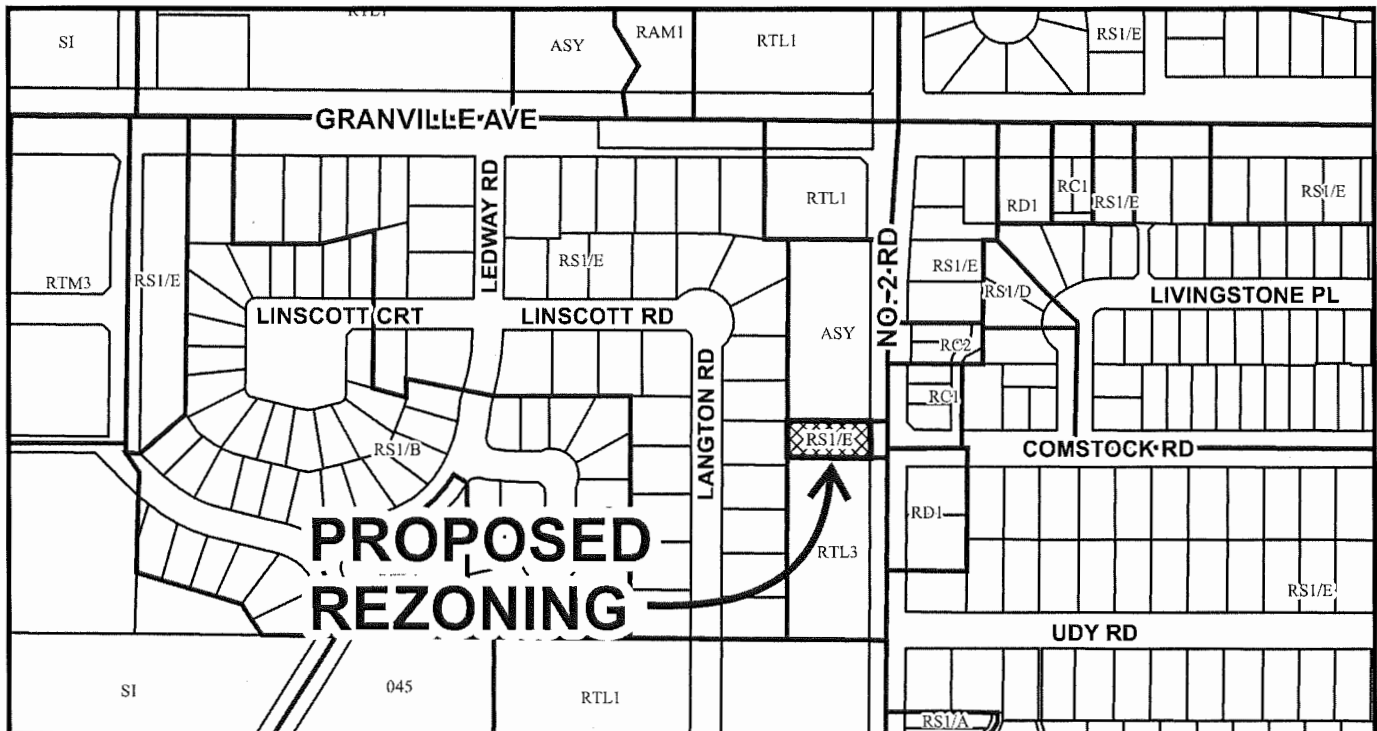 SI
ASY
RAM1
RTL1
RS1/E
GRANVILLE AVE
LEDWAY RD
RTL1
RD1
RC1
RS1/E
RS1/E
RTM3
RS1/E
RS1/E
NO. 2 RD
RS1/E
RS1/D
LIVINGSTONE PL
LINSCOTT CRT
LINSCOTT RD
ASY
RC2
LANGTON RD
RC1
RS1/B
RS1/E
COMSTOCK RD
PROPOSED
REZONING
RD1
RTL3
RS1/E
UDY RD
SI
045
RTL1
RS1/A